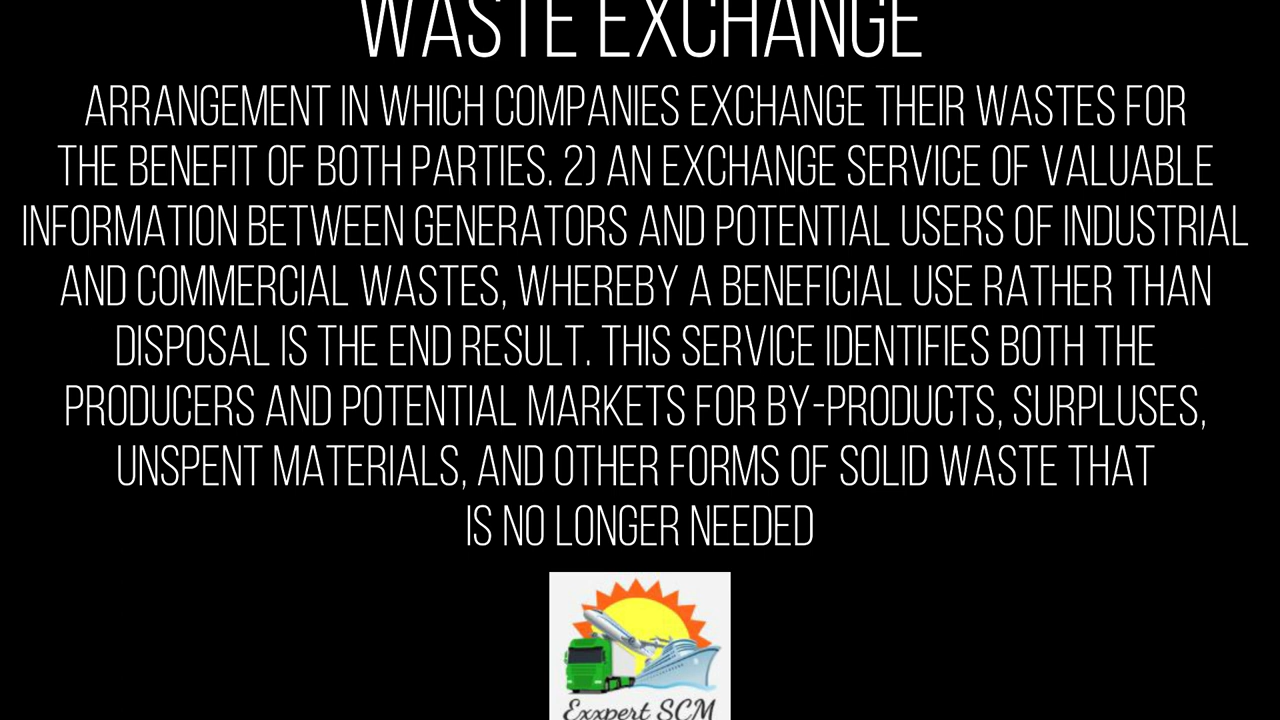 WASTE EXCHANGE
ARRANGEMENT IN WHICH COMPANIES EXCHANGE THEIR WASTES FOR
THE BENEFIT OF BOTH PARTIES. 2) AN EXCHANGE SERVICE OF VALUABLE
INFORMATION BETWEEN GENERATORS AND POTENTIAL USERS OF INDUSTRIAL
AND COMMERCIAL WASTES, WHEREBY A BENEFICIAL USE RATHER THAN
DISPOSAL IS THE END RESULT. THIS SERVICE IDENTIFIES BOTH THE
PRODUCERS AND POTENTIAL MARKETS FOR BY-PRODUCTS, SURPLUSES,
UNSPENT MATERIALS, AND OTHER FORMS OF SOLID WASTE THAT
IS NO LONGER NEEDED
Exxpert SCM